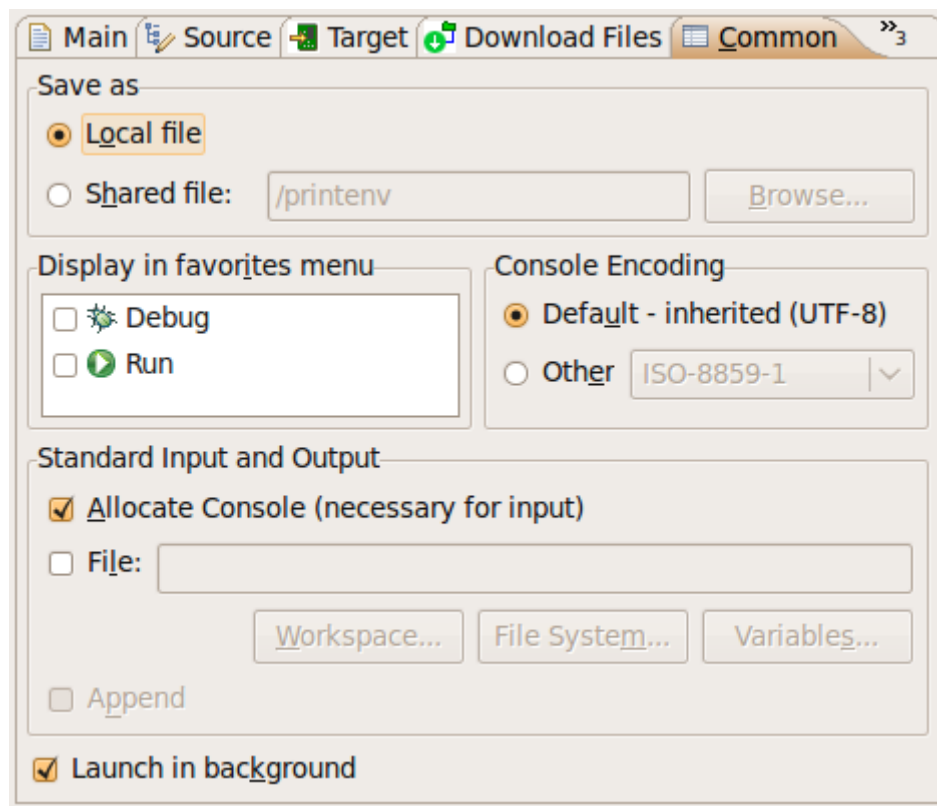 Main Source Target Download Files Common »3
Save as
Local file
Shared file: /printenv Browse...
Display in favorites menu
Debug
Run
Console Encoding
Default - inherited (UTF-8)
Other ISO-8859-1
Standard Input and Output
Allocate Console (necessary for input)
File:
Workspace... File System... Variables...
Append
Launch in background